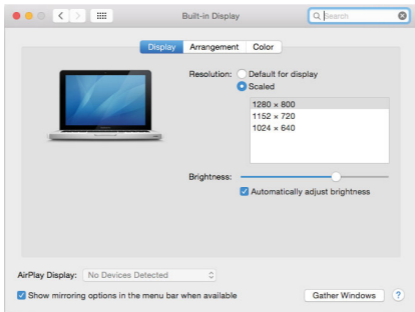 Built-in Display
Search
Display Arrangement Color
Resolution: Default for display
Scaled
1280 × 800
1152 × 720
1024 × 640
Brightness:
Automatically adjust brightness
AirPlay Display: No Devices Detected
Show mirroring options in the menu bar when available
Gather Windows ?